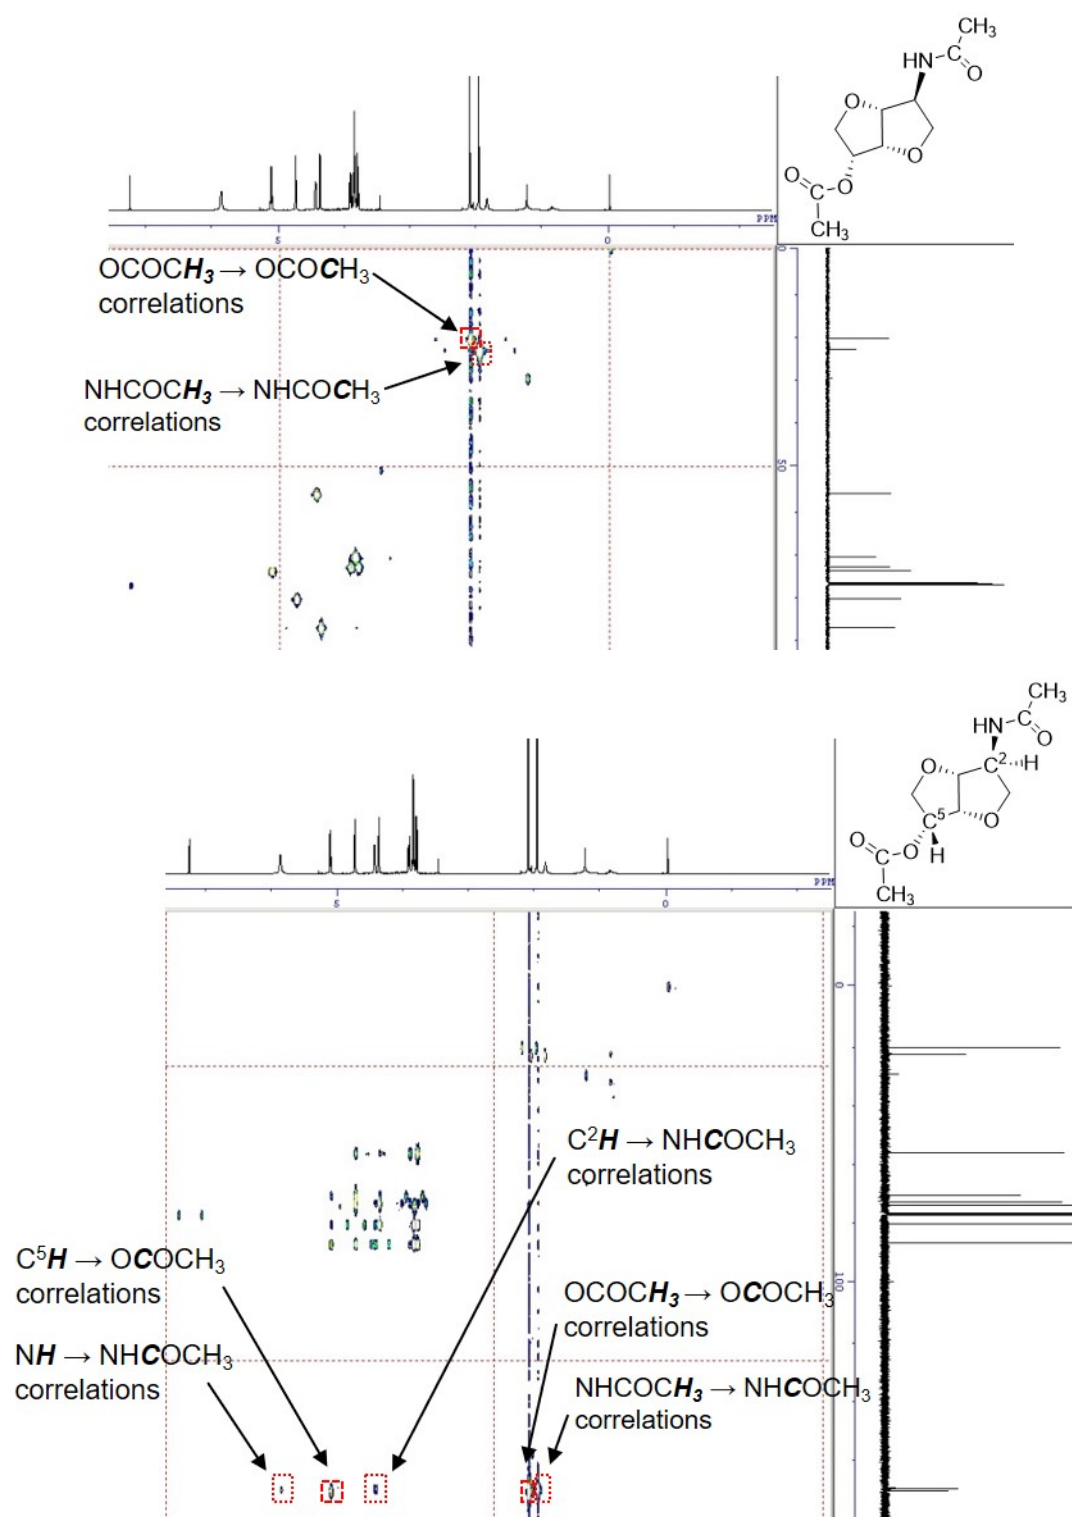 CH₃
HN
C
O
O
O
O
O
CH₃
PPM
5
0
0
OCOCH₃ → OCOCH₃
correlations
NHCOCH₃ → NHCOCH₃
correlations
50
CH₃
HN
C
O
O
C²
H
C⁵
O
O
O
H
C
CH₃
PPM
5
0
0
C²H → NHCOCH₃
correlations
C⁵H → OCOCH₃
correlations
100
OCOCH₃ → OCOCH₃
correlations
NH → NHCOCH₃
correlations
NHCOCH₃ → NHCOCH₃
correlations